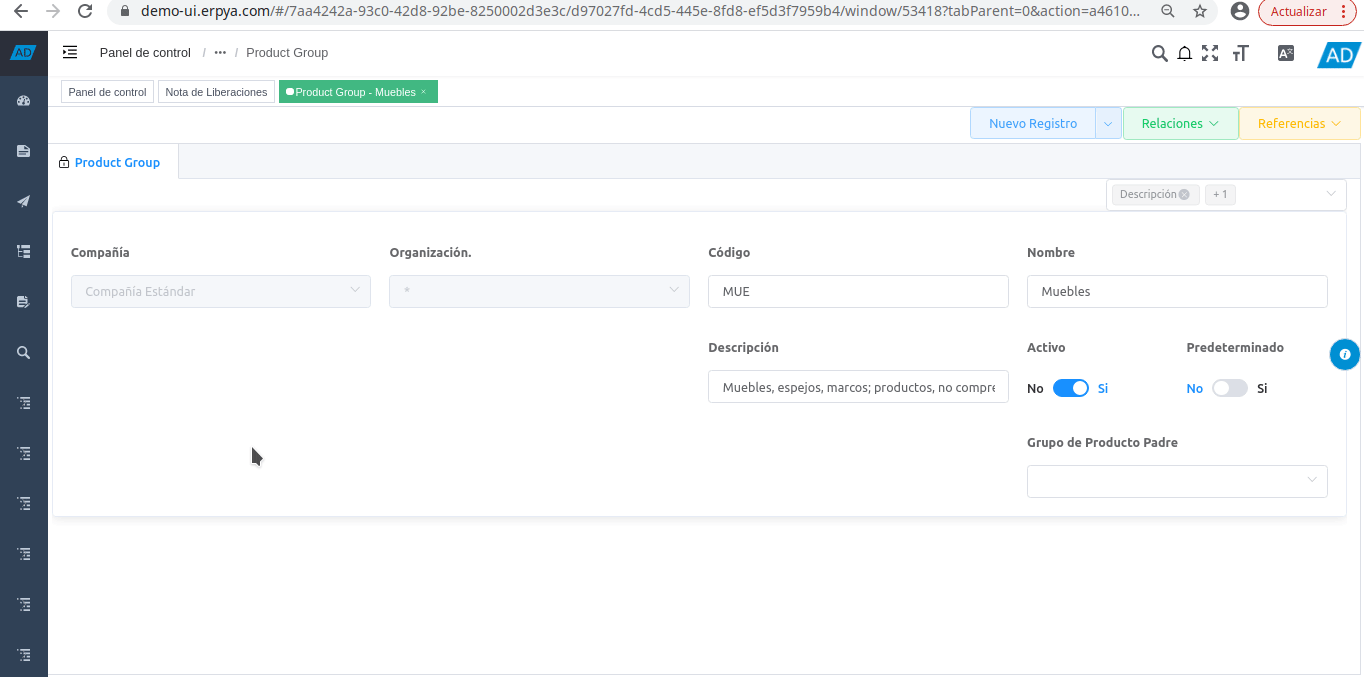 demo-ui.erpya.com/#/7aa4242a-93c0-42d8-92be-8250002d3e3c/d97027fd-4cd5-445e-8fd8-ef5d3f7959b4/window/53418?tabParent=0&action=a4610...
Actualizar
AD
Panel de control / ... / Product Group
AD
Panel de control
Nota de Liberaciones
Product Group - Muebles ×
Nuevo Registro
Relaciones
Referencias
Product Group
Descripción
+ 1
Compañía
Organización.
Código
Nombre
Compañía Estándar
*
MUE
Muebles
Descripción
Activo
Predeterminado
Muebles, espejos, marcos; productos, no compre
No
Si
No
Si
Grupo de Producto Padre